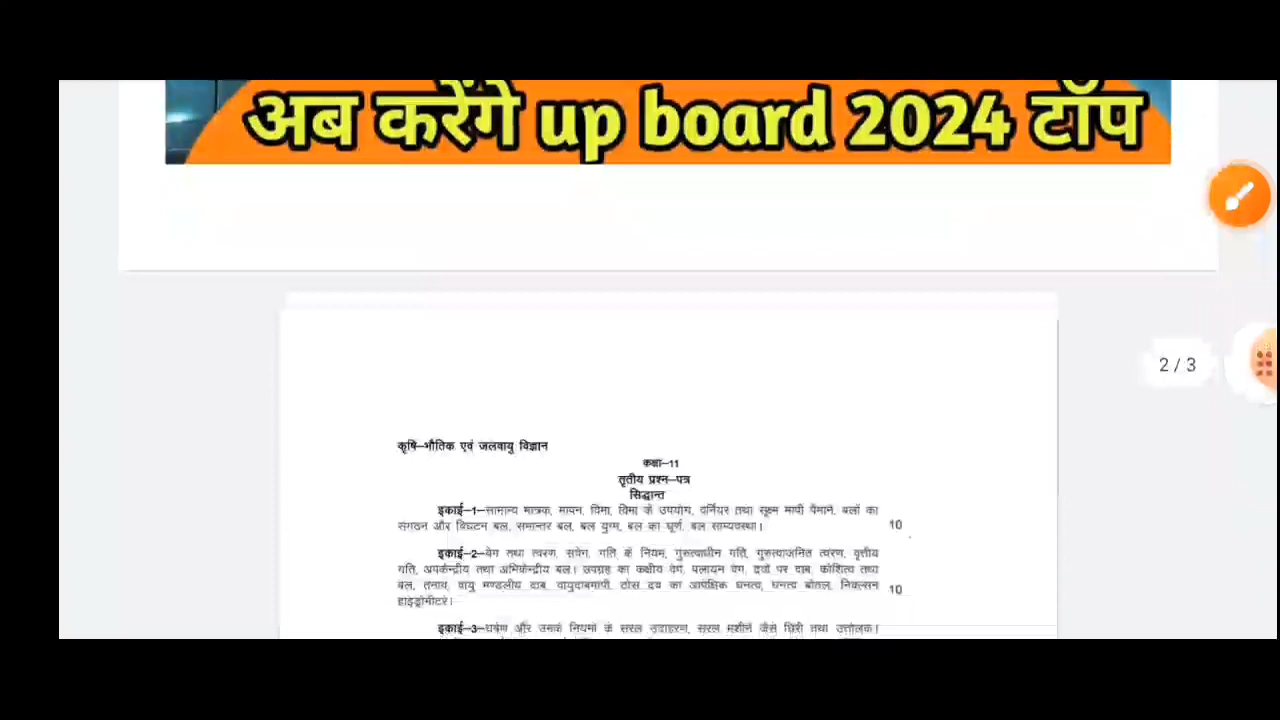 अब करेंगे up board 2024 टॉप
2 / 3
कृषि–भौतिक एवं जलवायु विज्ञान
कक्षा–11
तृतीय प्रश्न–पत्र
सिद्धान्त
इकाई–1–सामान्य मात्रक, मापन, विमा, विमा के उपयोग, वर्नियर तथा सूक्ष्म मापी पैमाने, बलों का
संगठन और विघटन बल, समान्तर बल, बल युग्म, बल का घूर्ण, बल साम्यवस्था। 10
इकाई–2–वेग तथा त्वरण, संवेग, गति के नियम, गुरुत्वाधीन गति, गुरुत्वाजनित त्वरण, वृत्तीय
गति, अपकेन्द्रीय तथा अभिकेन्द्रीय बल। उपग्रह का कक्षीय वेग, पलायन वेग, द्रवों पर दाब, कोशित्व तथा
बल, तनाव, वायु मण्डलीय दाब, वायुदाबमापी, ठोस द्रव का आपेक्षिक घनत्व, घनत्व बोतल, निकल्सन 10
हाइड्रोमीटर।
इकाई–3–घर्षण और उसके नियमों के सरल उदाहरण, सरल मशीनें जैसे घिरी तथा उत्तोलक।